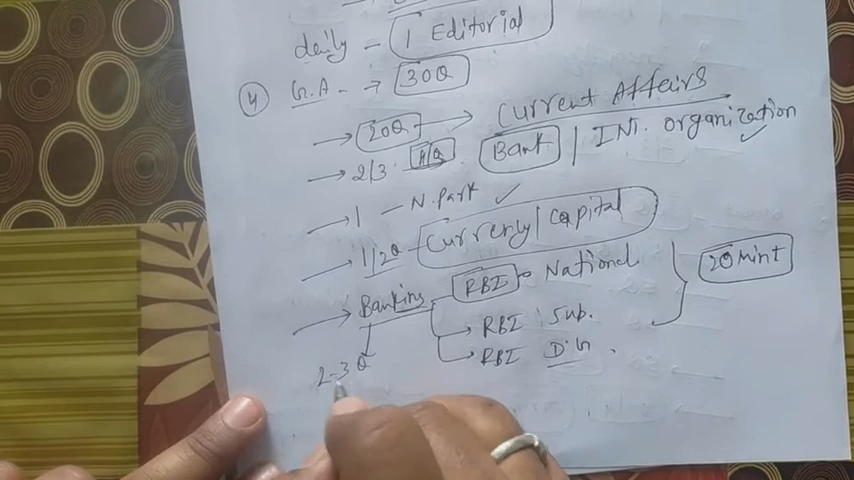 daily - 1 Editorial
4 G.A - → 30Q
→ 20Q → Current Affairs
→ 2/3 H/Q Bank / INt. organization ✓
→ 1 - N.Park ✓
→ 1/2Q - Currency / Capital
→ Banking RBI National
20 Mint
→ RBI Sub.
→ RBI D.G.
2-3 Q